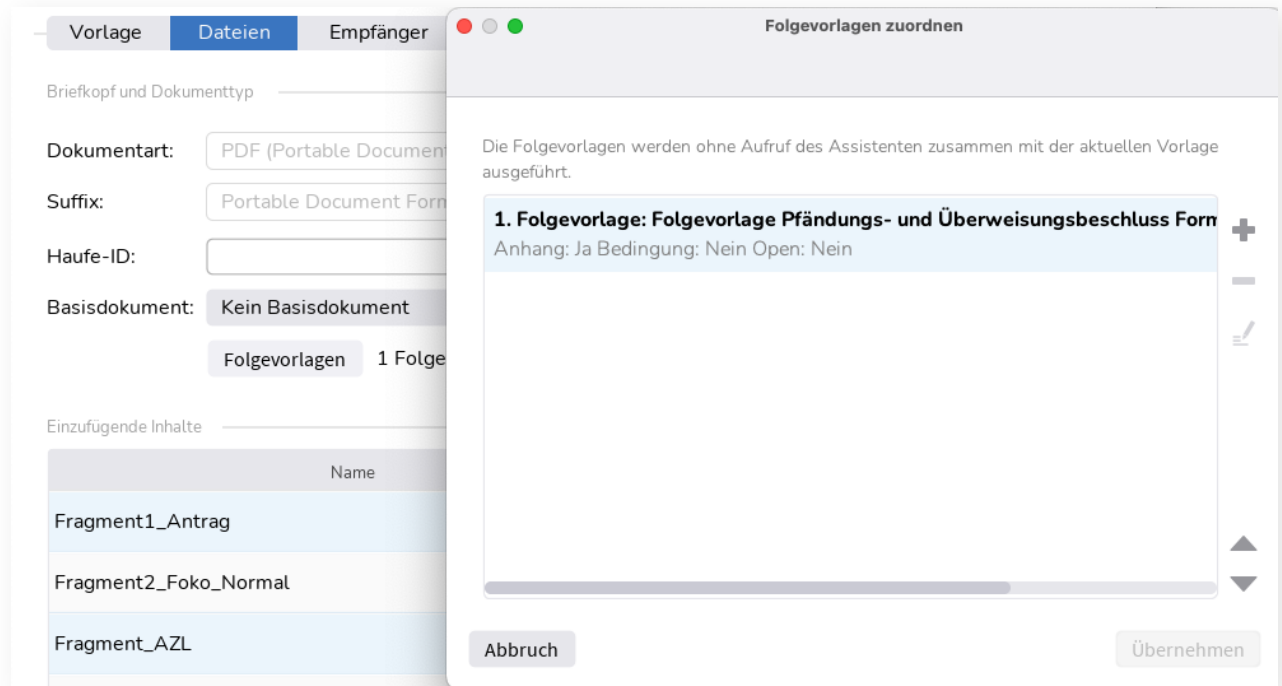 Vorlage Dateien Empfänger
Briefkopf und Dokumenttyp
Dokumentart: PDF (Portable Documen
Suffix: Portable Document Forn
Haufe-ID:
Basisdokument: Kein Basisdokument
Folgevorlagen 1 Folge
Einzufügende Inhalte
Name
Fragment1_Antrag
Fragment2_Foko_Normal
Fragment_AZL
Folgevorlagen zuordnen
Die Folgevorlagen werden ohne Aufruf des Assistenten zusammen mit der aktuellen Vorlage
ausgeführt.
1. Folgevorlage: Folgevorlage Pfändungs- und Überweisungsbeschluss Form
Anhang: Ja Bedingung: Nein Open: Nein
Abbruch Übernehmen